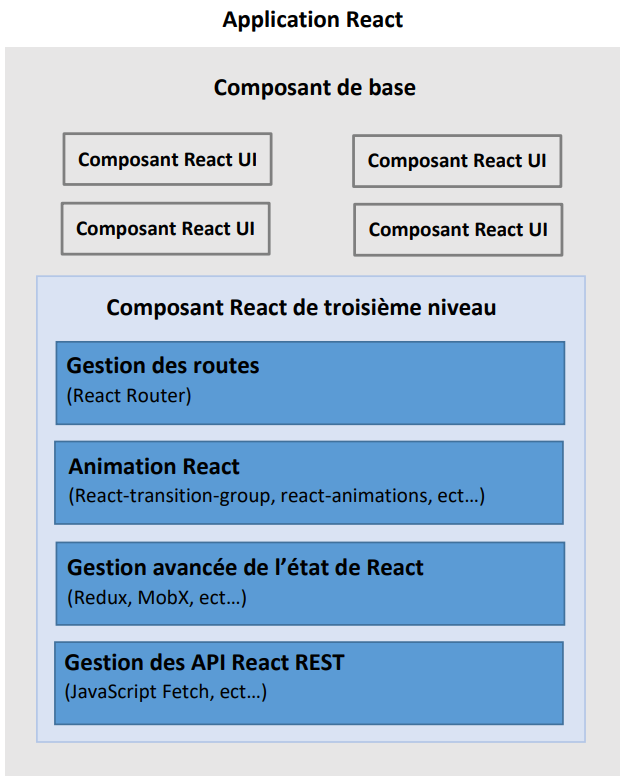 Application React
Composant de base
Composant React UI
Composant React UI
Composant React UI
Composant React UI
Composant React de troisième niveau
Gestion des routes
(React Router)
Animation React
(React-transition-group, react-animations, ect…)
Gestion avancée de l’état de React
(Redux, MobX, ect…)
Gestion des API React REST
(JavaScript Fetch, ect…)